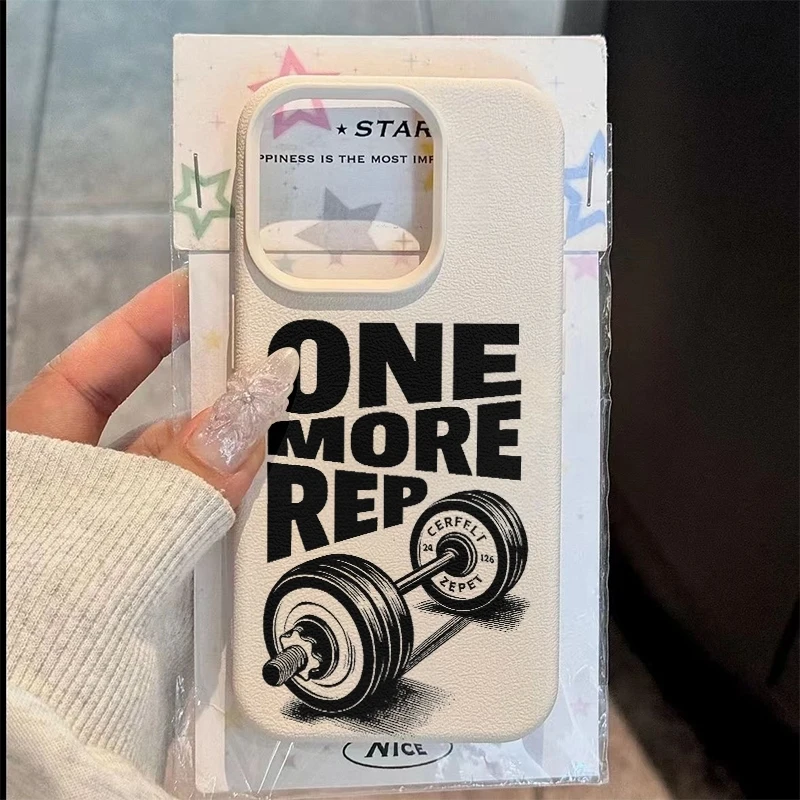 ★ STAR
PPINESS IS THE MOST IMP
ONE
MORE
REP
CERFELT
24 126
ZEPET
NICE